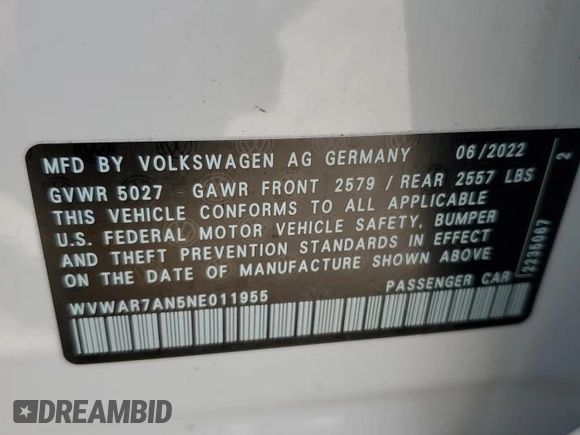 MFD BY VOLKSWAGEN AG GERMANY 06/2022
GVWR 5027 GAWR FRONT 2579 / REAR 2557 LBS
THIS VEHICLE CONFORMS TO ALL APPLICABLE
U.S. FEDERAL MOTOR VEHICLE SAFETY, BUMPER
AND THEFT PREVENTION STANDARDS IN EFFECT
ON THE DATE OF MANUFACTURE SHOWN ABOVE
WVWAR7AN5NE011955 PASSENGER CAR
2
DREAMBID